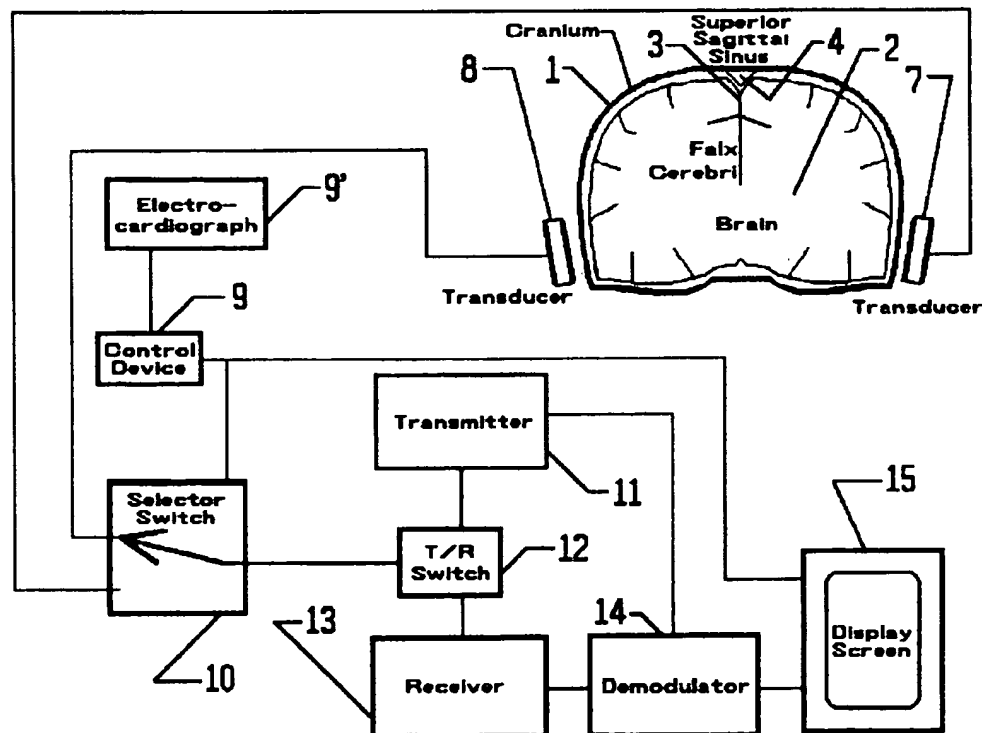 Cranium
Superior
Sagittal
Sinus
3
4
2
8
1
7
Falx
Cerebri
Brain
Transducer
Transducer
Electro-
cardiograph
9'
9
Control
Device
Transmitter
11
Selector
Switch
10
T/R
Switch
12
13
Receiver
14
Demodulator
15
Display
Screen